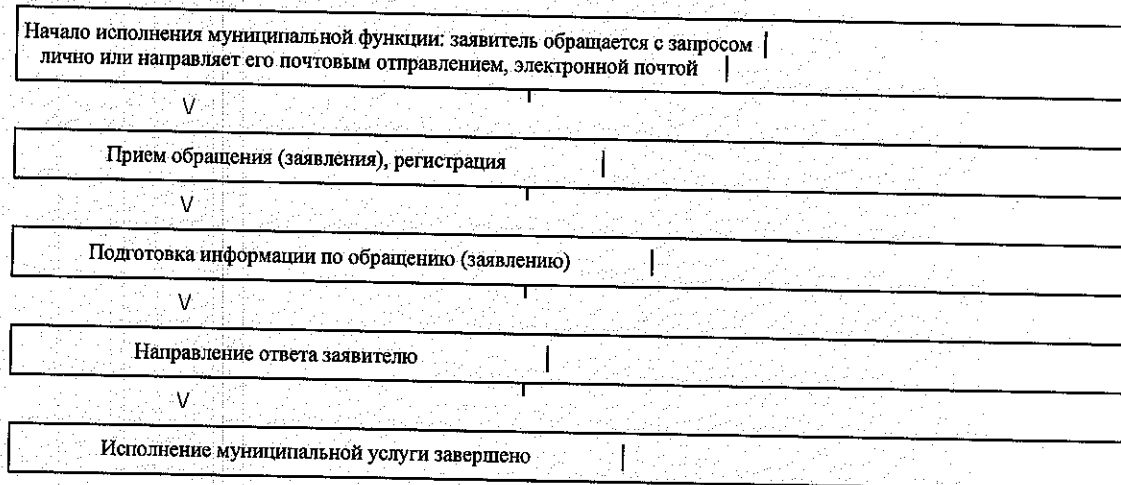 Начало исполнения муниципальной функции: заявитель обращается с запросом |
лично или направляет его почтовым отправлением, электронной почтой |
V
Прием обращения (заявления), регистрация |
V
Подготовка информации по обращению (заявлению) |
V
Направление ответа заявителю |
V
Исполнение муниципальной услуги завершено |